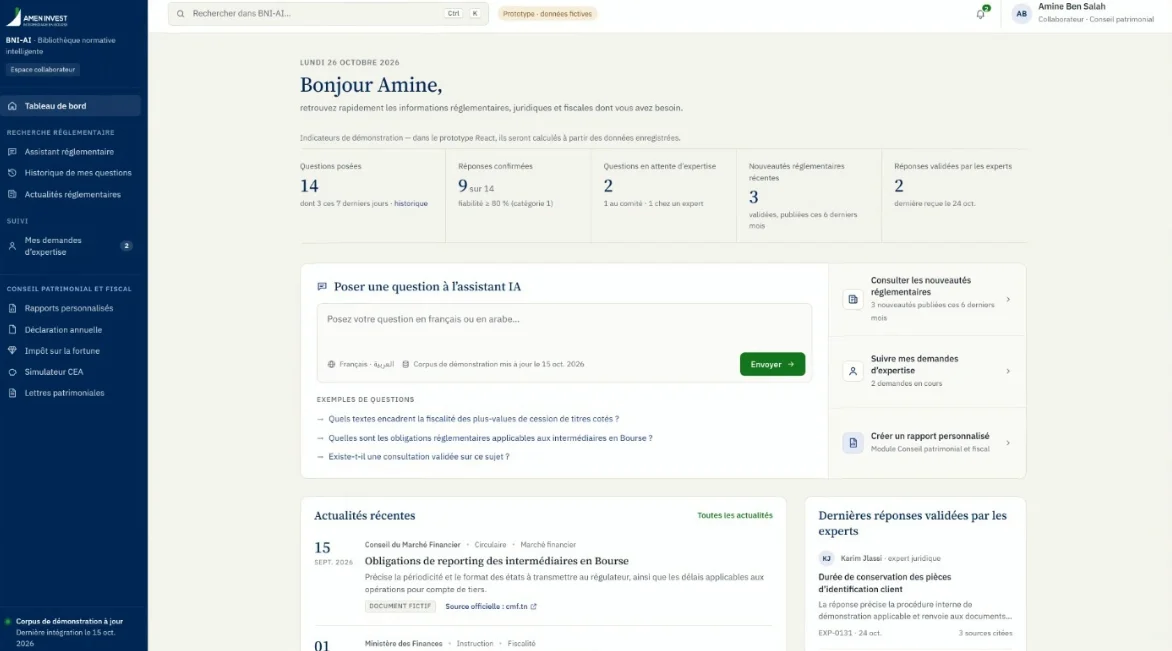 AMEN INVEST
BNI-AI · Bibliothèque normative
intelligente
Espace collaborateur
Tableau de bord
RECHERCHE RÉGLEMENTAIRE
Assistant réglementaire
Historique de mes questions
Actualités réglementaires
SUIVI
Mes demandes
d'expertise
2
CONSEIL PATRIMONIAL ET FISCAL
Rapports personnalisés
Déclaration annuelle
Impôt sur la fortune
Simulateur CEA
Lettres patrimoniales
Corpus de démonstration à jour
Dernière intégration le 15 oct.
2026
Rechercher dans BNI-AI...
Ctrl K
Prototype · données fictives
2
AB
Amine Ben Salah
Collaborateur · Conseil patrimonial
LUNDI 26 OCTOBRE 2026
Bonjour Amine,
retrouvez rapidement les informations réglementaires, juridiques et fiscales dont vous avez besoin.
Indicateurs de démonstration — dans le prototype React, ils seront calculés à partir des données enregistrées.
Questions posées
14
dont 3 ces 7 derniers jours · historique
Réponses confirmées
9 sur 14
fiabilité ≥ 80 % (catégorie 1)
Questions en attente d'expertise
2
1 au comité · 1 chez un expert
Nouveautés réglementaires
récentes
3
validées, publiées ces 6 derniers
mois
Réponses validées par les experts
2
dernière reçue le 24 oct.
Poser une question à l'assistant IA
Posez votre question en français ou en arabe...
Français · العربية
Corpus de démonstration mis à jour le 15 oct. 2026
Envoyer →
EXEMPLES DE QUESTIONS
→ Quels textes encadrent la fiscalité des plus-values de cession de titres cotés ?
→ Quelles sont les obligations réglementaires applicables aux intermédiaires en Bourse ?
→ Existe-t-il une consultation validée sur ce sujet ?
Consulter les nouveautés
réglementaires
3 nouveautés publiées ces 6 derniers
mois
Suivre mes demandes
d'expertise
2 demandes en cours
Créer un rapport personnalisé
Module Conseil patrimonial et fiscal
Actualités récentes
Toutes les actualités
15
SEPT. 2026
Conseil du Marché Financier · Circulaire · Marché financier
Obligations de reporting des intermédiaires en Bourse
Précise la périodicité et le format des états à transmettre au régulateur, ainsi que les délais applicables aux
opérations pour compte de tiers.
DOCUMENT FICTIF
Source officielle : cmf.tn
01
Ministère des Finances · Instruction · Fiscalité
Dernières réponses validées par les
experts
KJ
Karim Jlassi · expert juridique
Durée de conservation des pièces
d'identification client
La réponse précise la procédure interne de
démonstration applicable et renvoie aux documents...
EXP-0131 · 24 oct.
3 sources citées